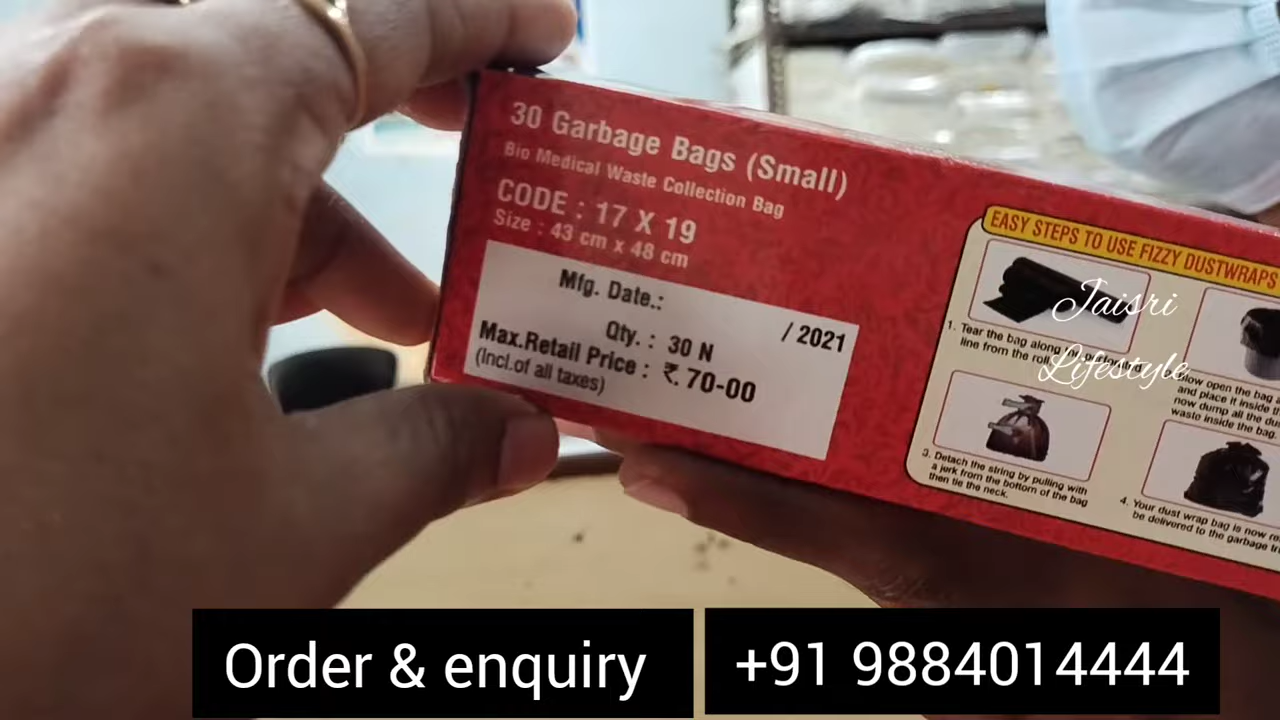 30 Garbage Bags (Small)
Bio Medical Waste Collection Bag
CODE : 17 X 19
Size : 43 cm x 48 cm
Mfg. Date.:
/ 2021
Qty. : 30 N
Max.Retail Price : ₹. 70-00
(Incl.of all taxes)
EASY STEPS TO USE FIZZY DUSTWRAPS
1. Tear the bag along
line from the roll
Jaisri
Lifestyle
open the bag
and place it inside
now dump all the
waste inside the bag.
3. Detach the string by pulling with
a jerk from the bottom of the bag
then tie the neck.
4. Your dust wrap bag is now
be delivered to the garbage
Order & enquiry
+91 9884014444